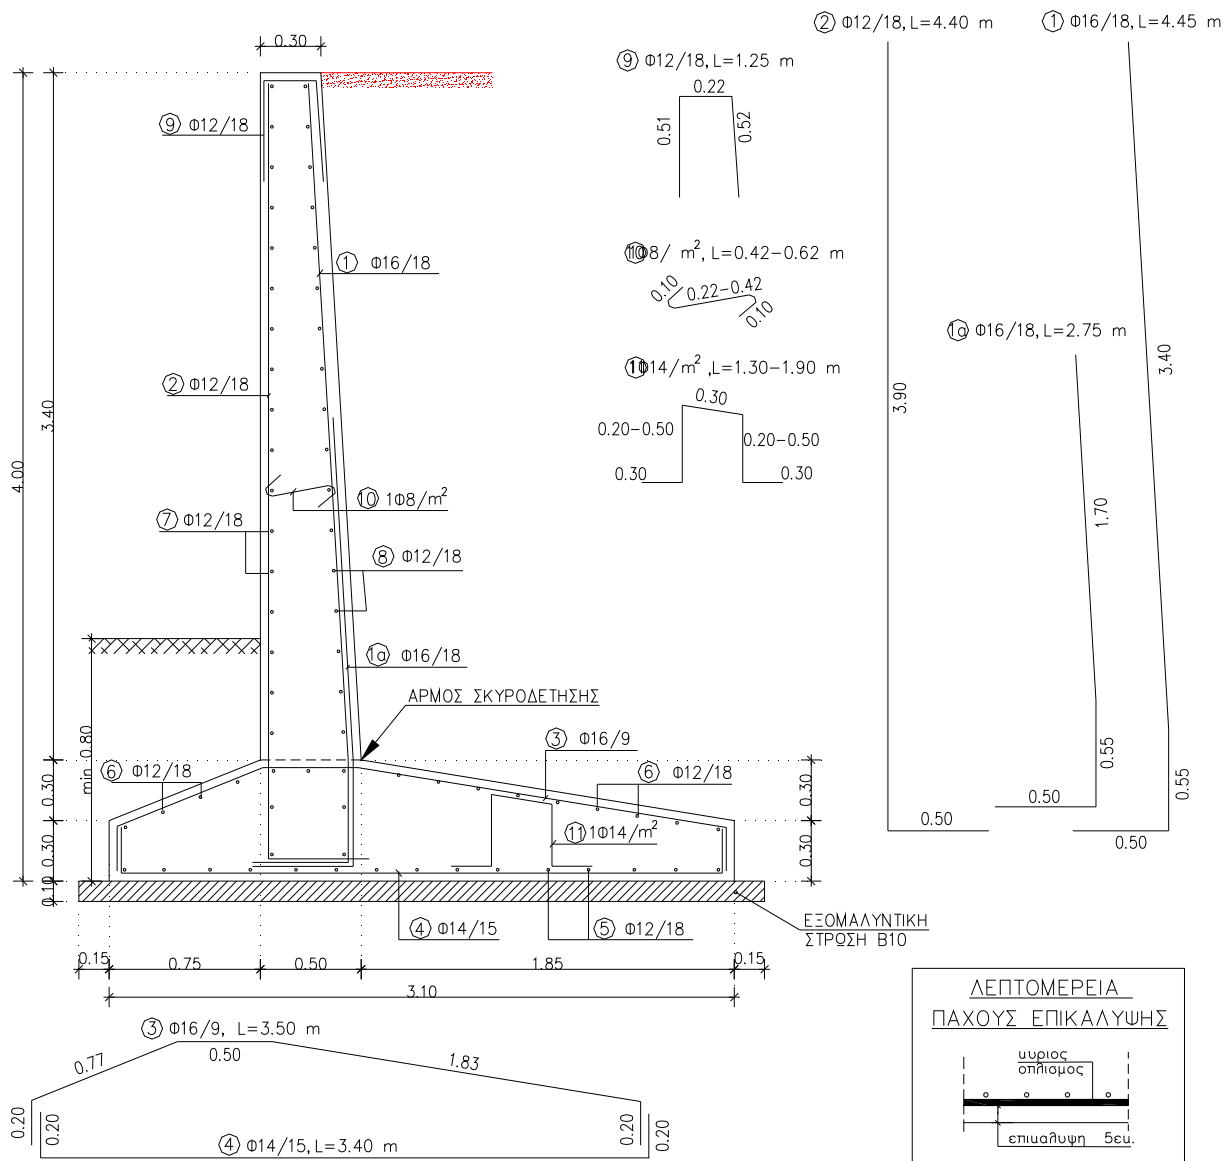 ② Φ12/18, L=4.40 m
① Φ16/18, L=4.45 m
0.30
⑨ Φ12/18, L=1.25 m
0.22
0.51
0.52
⑨ Φ12/18
⑩ 1Φ8/ m², L=0.42-0.62 m
0.10
0.22-0.42
0.10
① Φ16/18
1a Φ16/18, L=2.75 m
3.40
⑪ 1Φ14/m² ,L=1.30-1.90 m
0.30
0.20-0.50
0.20-0.50
0.30
0.30
② Φ12/18
3.90
3.40
4.00
⑩ 1Φ8/m²
1.70
⑦ Φ12/18
⑧ Φ12/18
1a Φ16/18
ΑΡΜΟΣ ΣΚΥΡΟΔΕΤΗΣΗΣ
min 0.80
③ Φ16/9
0.55
0.55
⑥ Φ12/18
⑥ Φ12/18
0.30
0.30
0.50
0.50
0.50
⑪ 1Φ14/m²
0.30
0.30
0.10
④ Φ14/15
⑤ Φ12/18
ΕΞΟΜΑΛΥΝΤΙΚΗ
ΣΤΡΩΣΗ Β10
0.15
0.75
0.50
1.85
0.15
3.10
③ Φ16/9, L=3.50 m
0.77
0.50
1.83
0.20
0.20
0.20
0.20
④ Φ14/15, L=3.40 m
ΛΕΠΤΟΜΕΡΕΙΑ
ΠΑΧΟΥΣ ΕΠΙΚΑΛΥΨΗΣ
κυριος
οπλισμος
επικαλυψη 5εκ.